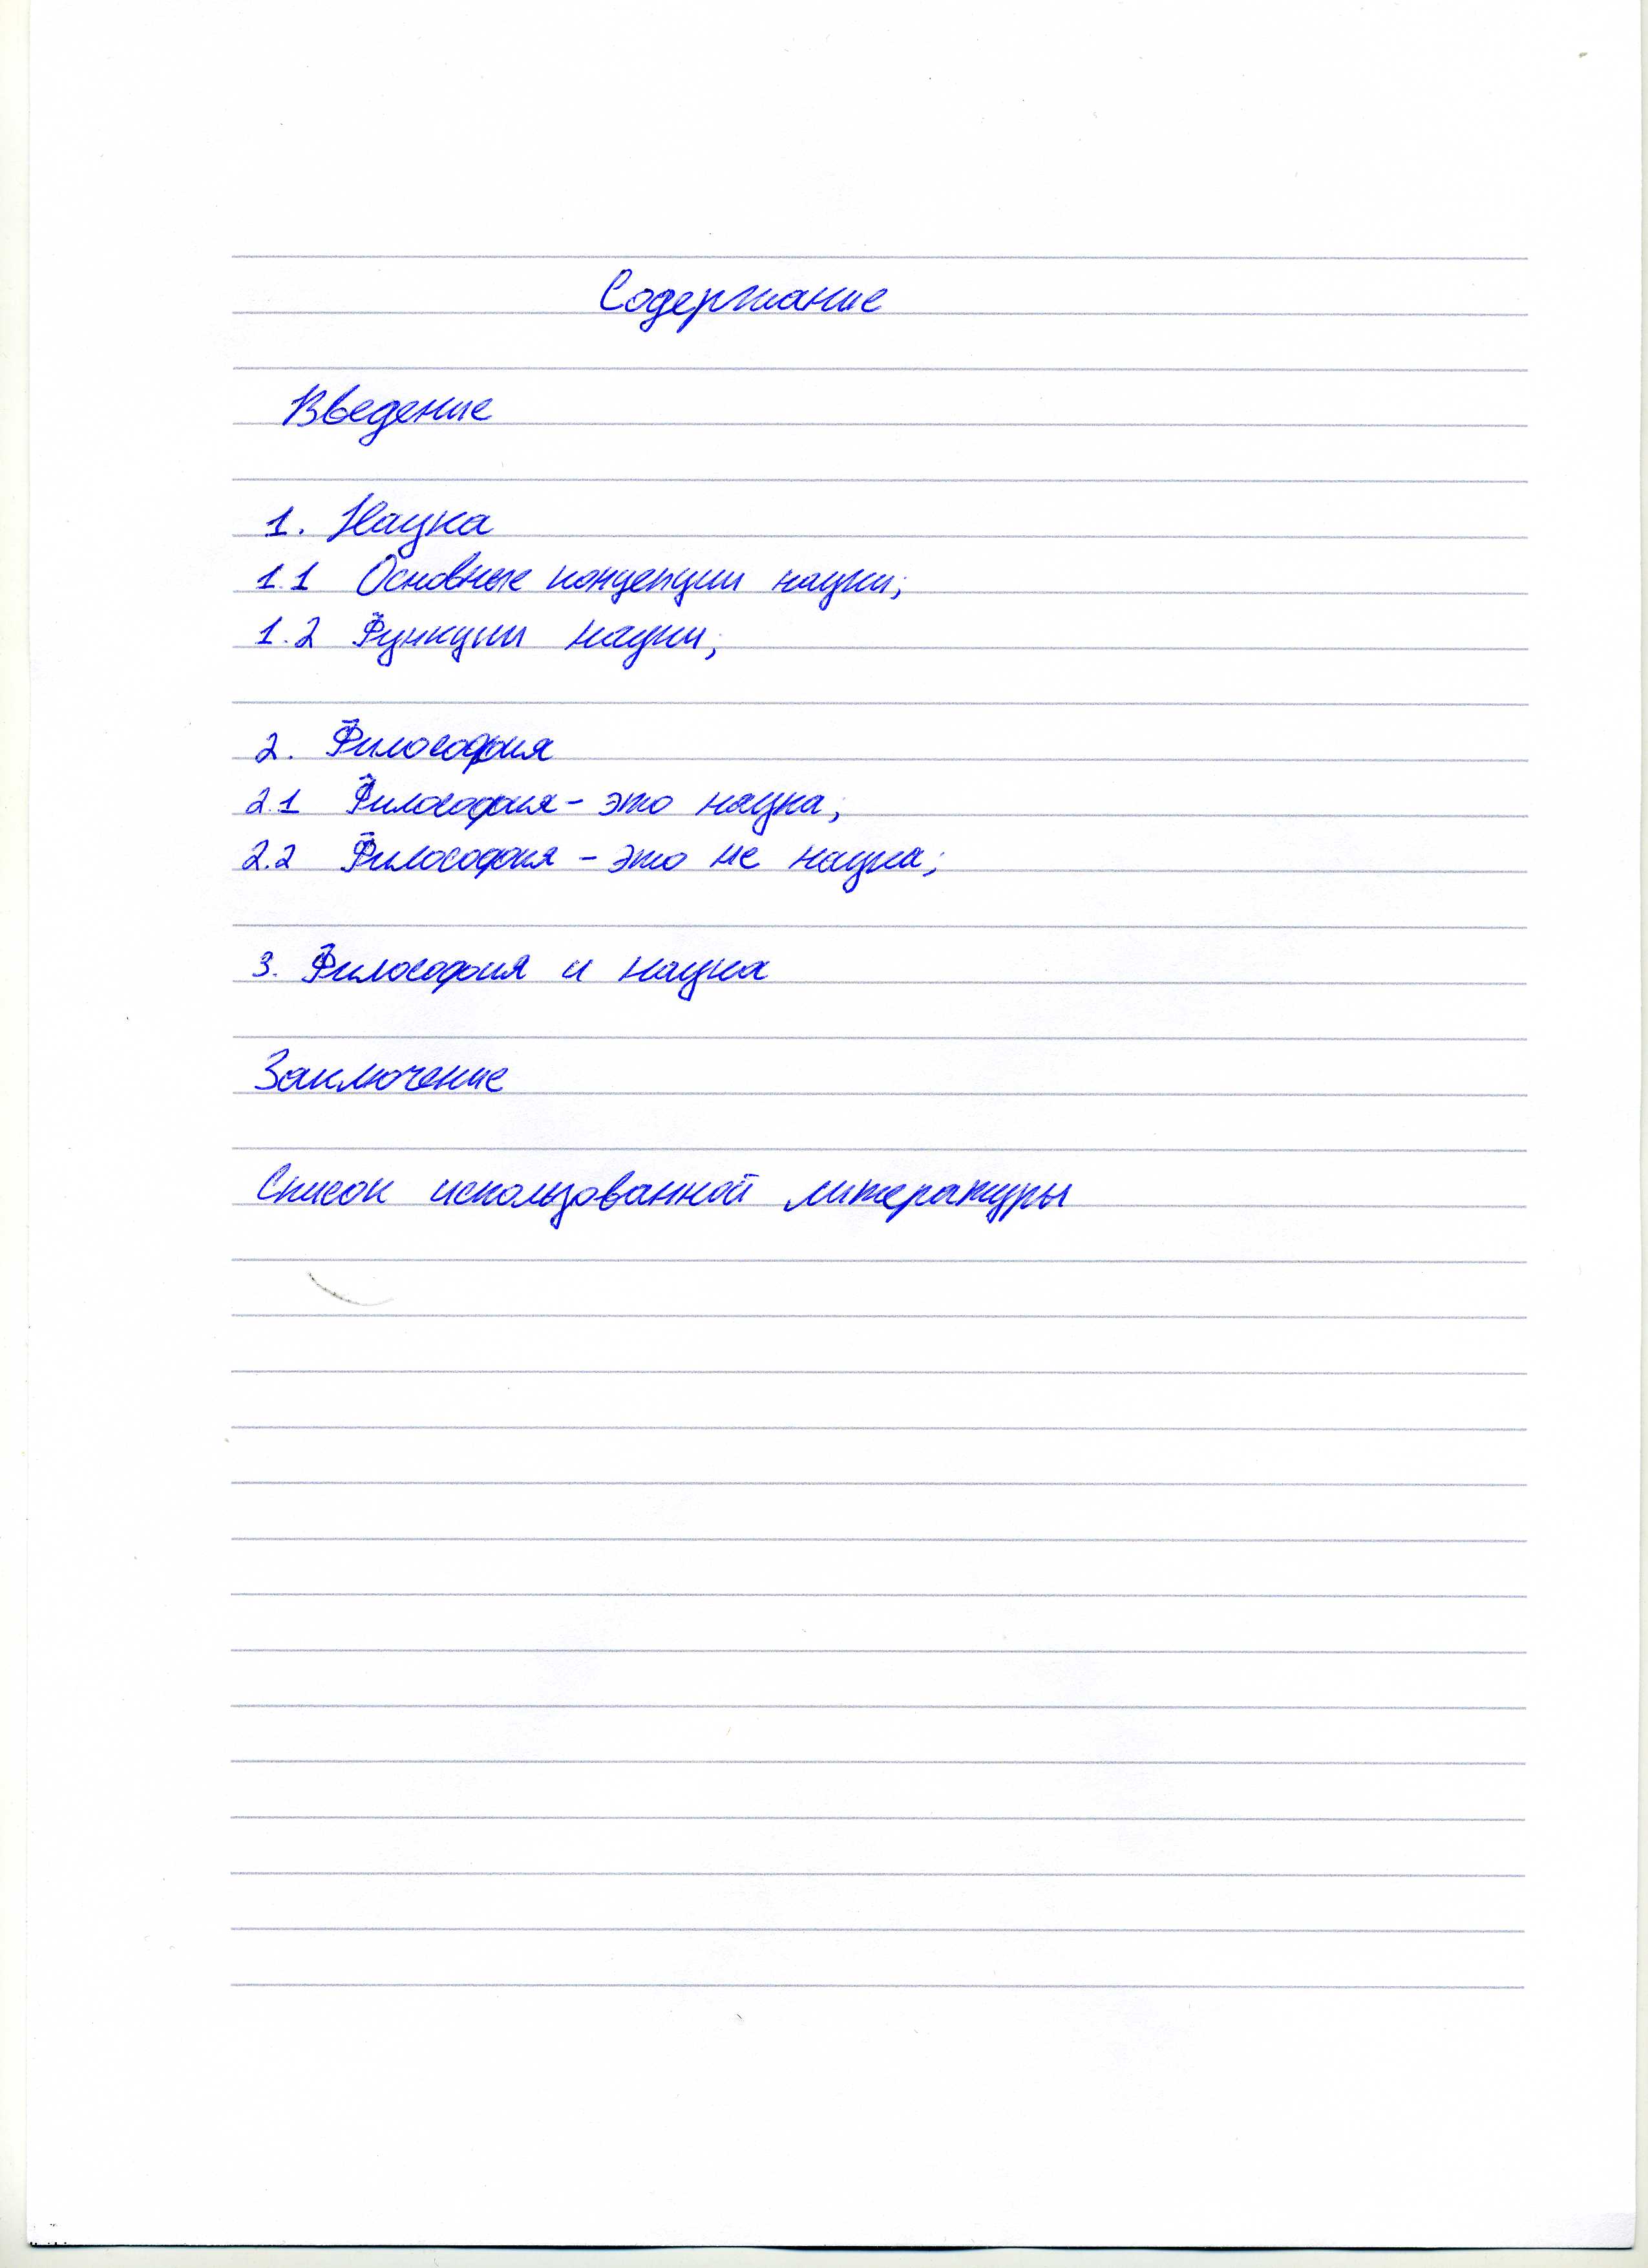 Содержание
Введение
1. Наука
1.1 Основные концепции науки;
1.2 Функции науки;
2. Философия
2.1 Философия - это наука;
2.2 Философия - это не наука;
3. Философия и наука
Заключение
Список использованной литературы